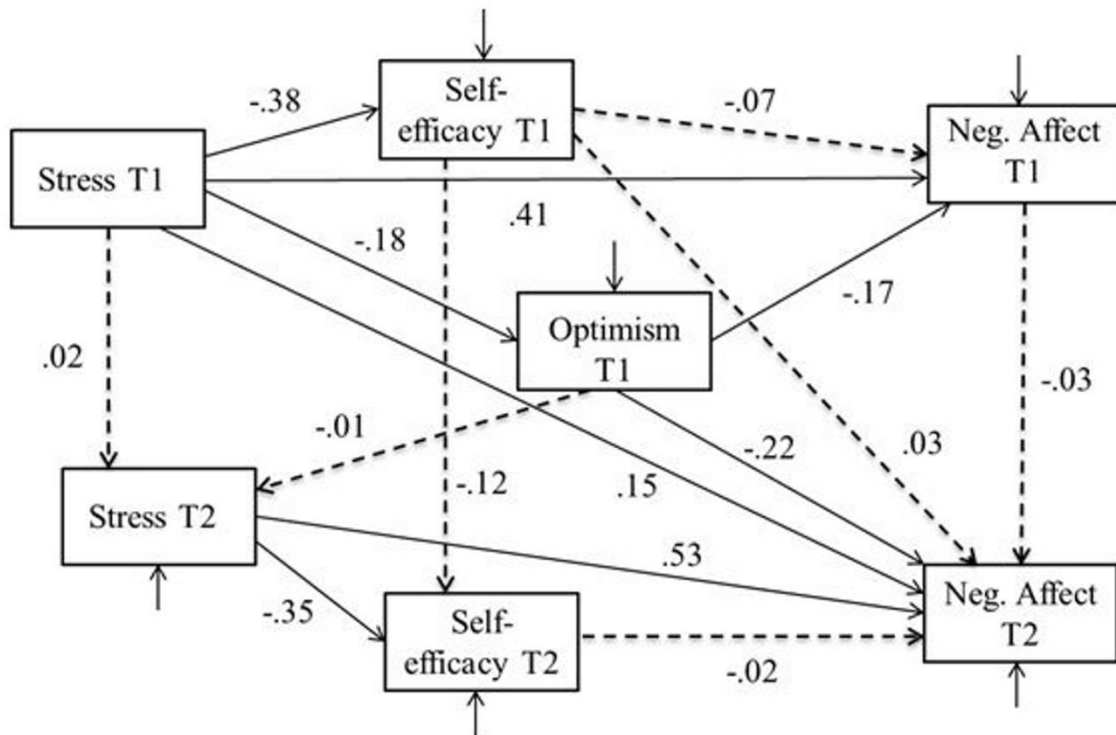 Self-
efficacy T1
-.38
-.07
Neg. Affect
T1
Stress T1
.41
-.18
Optimism
T1
-.17
.02
-.03
-.01
-.22
.03
-.12
.15
Stress T2
.53
-.35
Self-
efficacy T2
-.02
Neg. Affect
T2